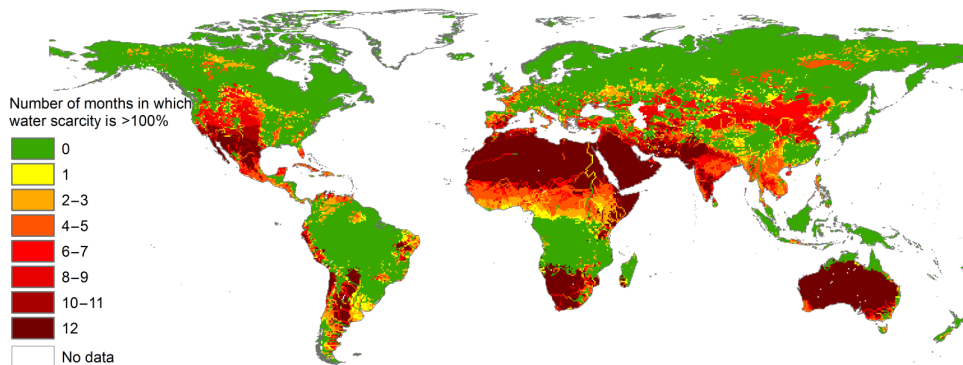 Number of months in which
water scarcity is >100%
0
1
2–3
4–5
6–7
8–9
10–11
12
No data